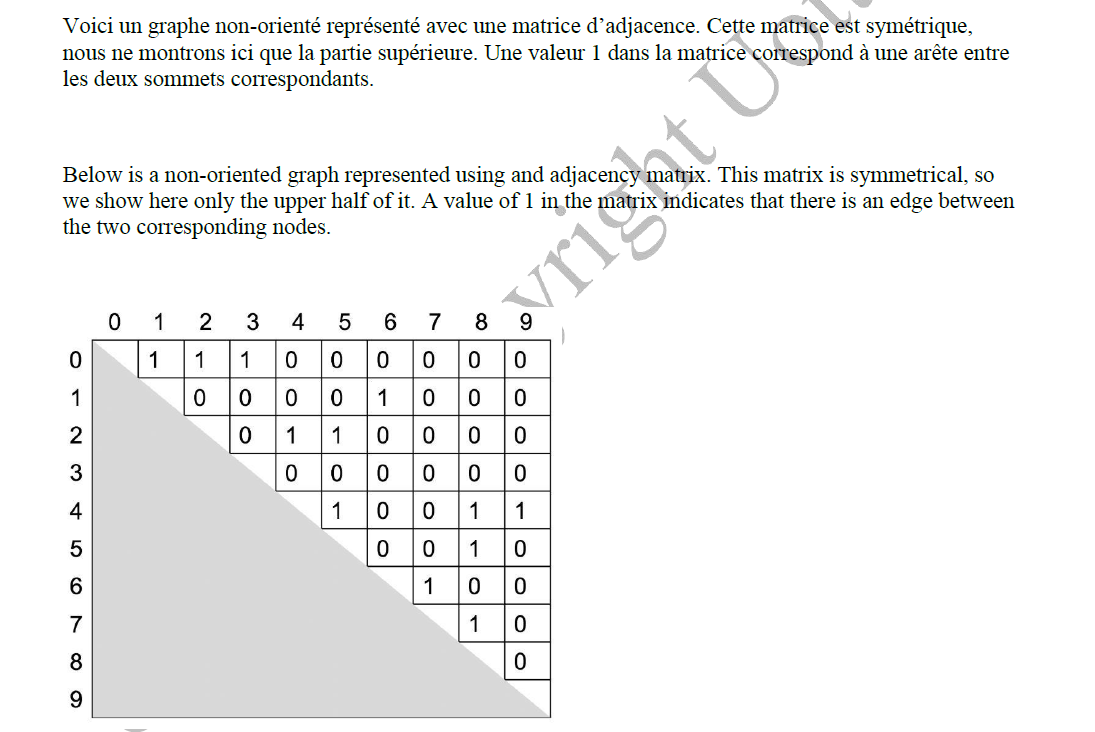 Voici un graphe non-orienté représenté avec une matrice d’adjacence. Cette matrice est symétrique,
nous ne montrons ici que la partie supérieure. Une valeur 1 dans la matrice correspond à une arête entre
les deux sommets correspondants.
Below is a non-oriented graph represented using and adjacency matrix. This matrix is symmetrical, so
we show here only the upper half of it. A value of 1 in the matrix indicates that there is an edge between
the two corresponding nodes.
0 1 2 3 4 5 6 7 8 9
0 1 1 1 0 0 0 0 0 0
1 0 0 0 0 1 0 0 0
2 0 1 1 0 0 0 0
3 0 0 0 0 0 0
4 1 0 0 1 1
5 0 0 1 0
6 1 0 0
7 1 0
8 0
9